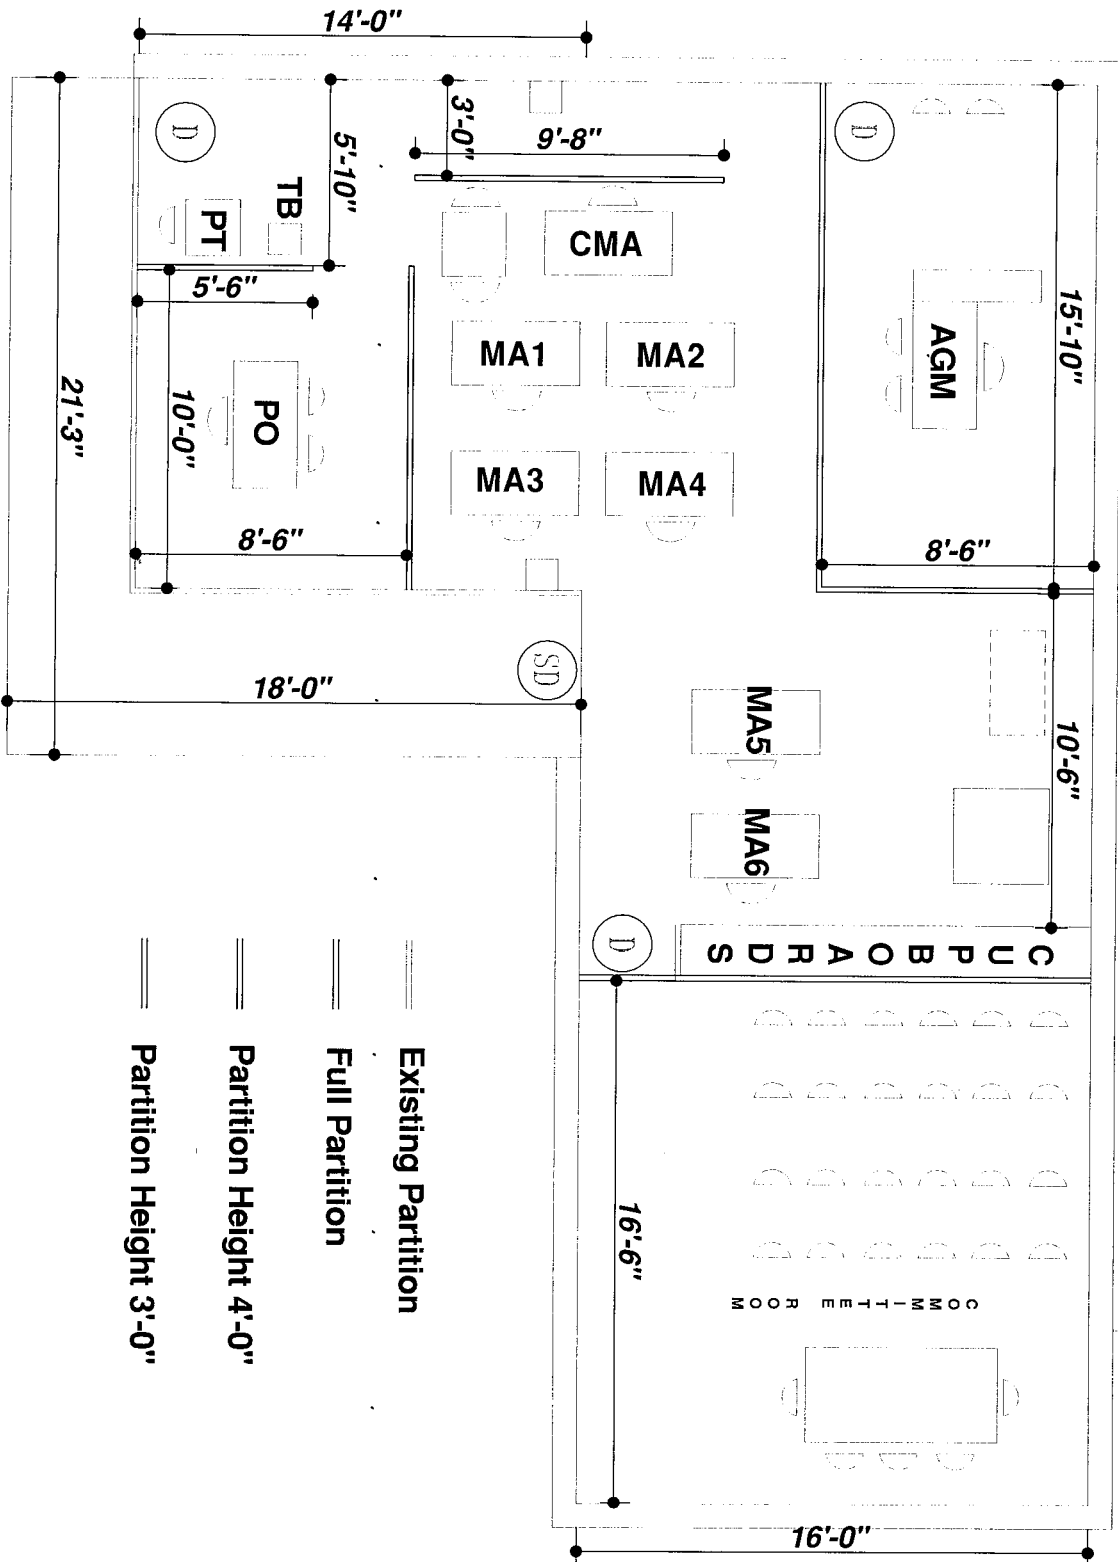 14'-0"
D
5'-10"
3'-0"
9'-8"
D
TB
PT
CMA
5'-6"
15'-10"
MA1
MA2
AGM
21'-3"
10'-0"
PO
MA3
MA4
8'-6"
8'-6"
18'-0"
SD
MA5
10'-6"
MA6
D
CUPBOARDS
16'-6"
COMMITTEE ROOM
16'-0"
Existing Partition
Full Partition
Partition Height 4'-0"
Partition Height 3'-0"